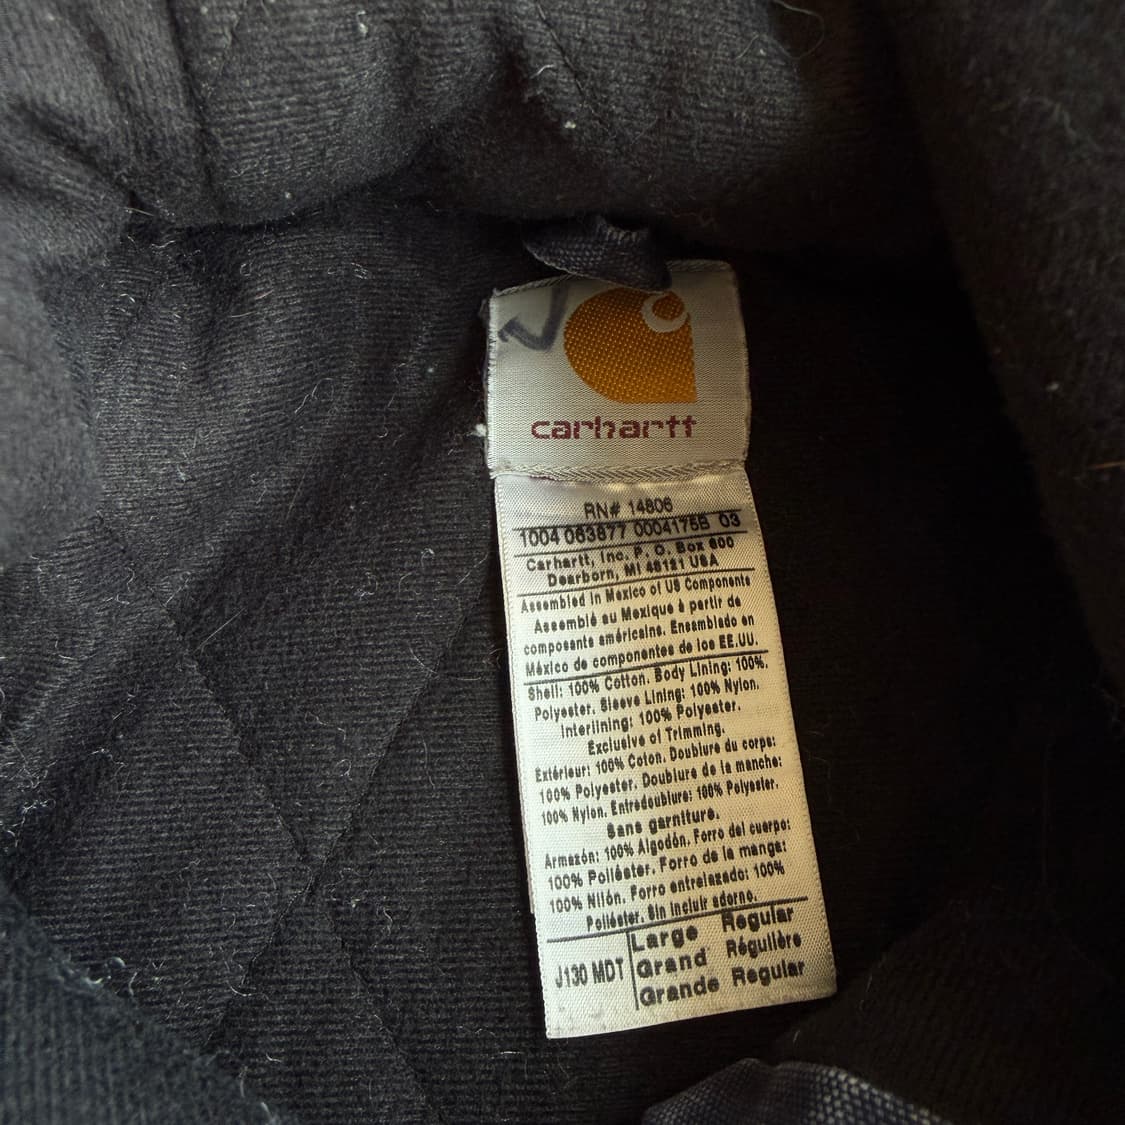 carhartt
RN# 14806
1004 063877 0004175B 03
Carhartt, Inc. P. O. Box 600
Dearborn, MI 48121 USA
Assembled in Mexico of US Components
Assemblé au Mexique à partir de
composants américains. Ensamblado en
México de componentes de los EE.UU.
Shell: 100% Cotton. Body Lining: 100%.
Polyester. Sleeve Lining: 100% Nylon.
Interlining: 100% Polyester.
Exclusive of Trimming.
Extérieur: 100% Coton. Doublure du corps:
100% Polyester. Doublure de la manche:
100% Nylon. Entredoublure: 100% Polyester.
Sans garniture.
Armazón: 100% Algodón. Forro del cuerpo:
100% Poliéster. Forro de la manga:
100% Nilón. Forro entrelazado: 100%
Poliéster. Sin incluir adorno.
J130 MDT
Large Regular
Grand Régulière
Grande Regular